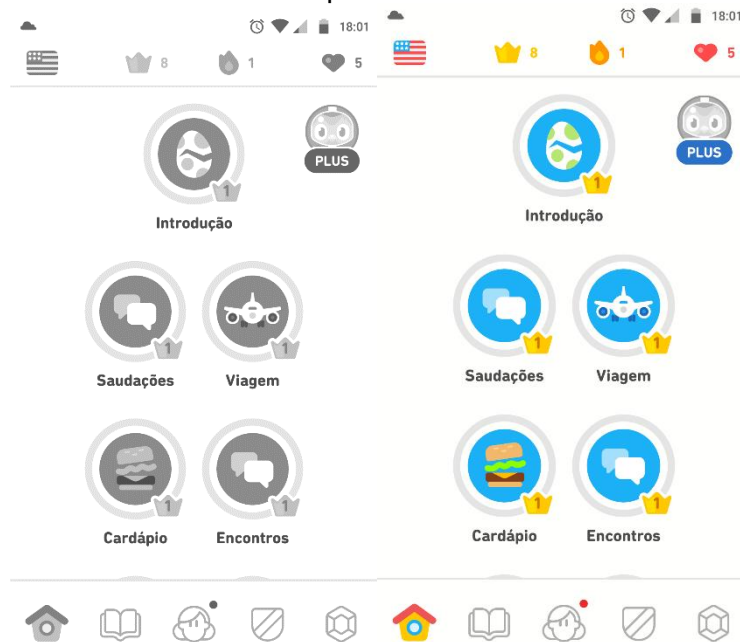 18:01
8 1 5
PLUS
1
Introdução
1 1
Saudações Viagem
1 1
Cardápio Encontros
18:01
8 1 5
PLUS
1
Introdução
1 1
Saudações Viagem
1 1
Cardápio Encontros